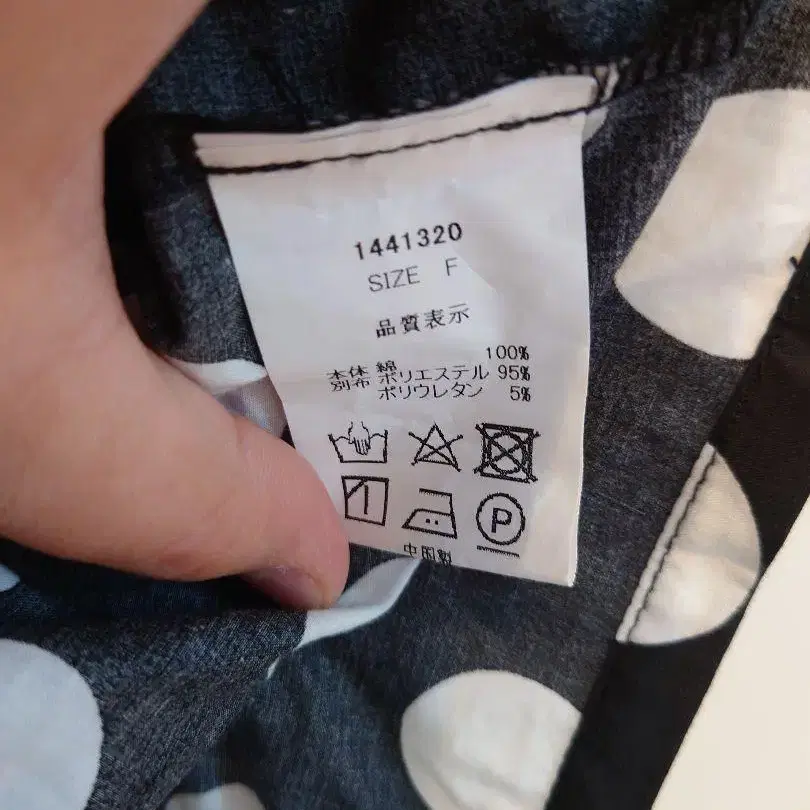 1441320
SIZE F
品質表示
本体 綿 100%
別布 ポリエステル 95%
ポリウレタン 5%
P
中国製